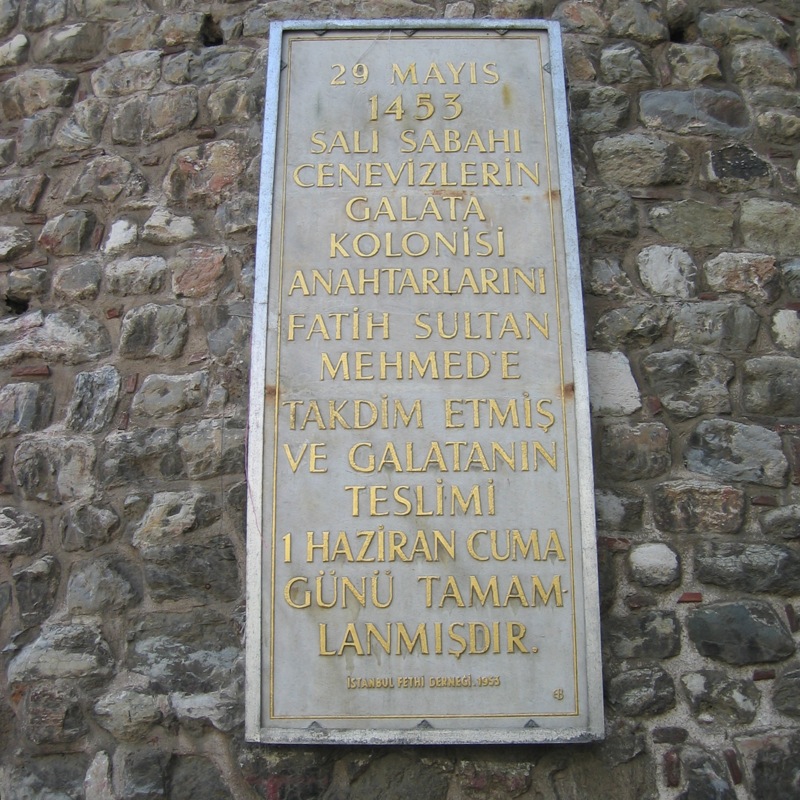 29 MAYIS
1453
SALI SABAHI
CENEVİZLERİN
GALATA
KOLONİSİ
ANAHTARLARINI
FATİH SULTAN
MEHMED'E
TAKDİM ETMİŞ
VE GALATANIN
TESLİMİ
1 HAZİRAN CUMA
GÜNÜ TAMAM-
LANMIŞDIR.
İSTANBUL FETHİ DERNEĞİ. 1953